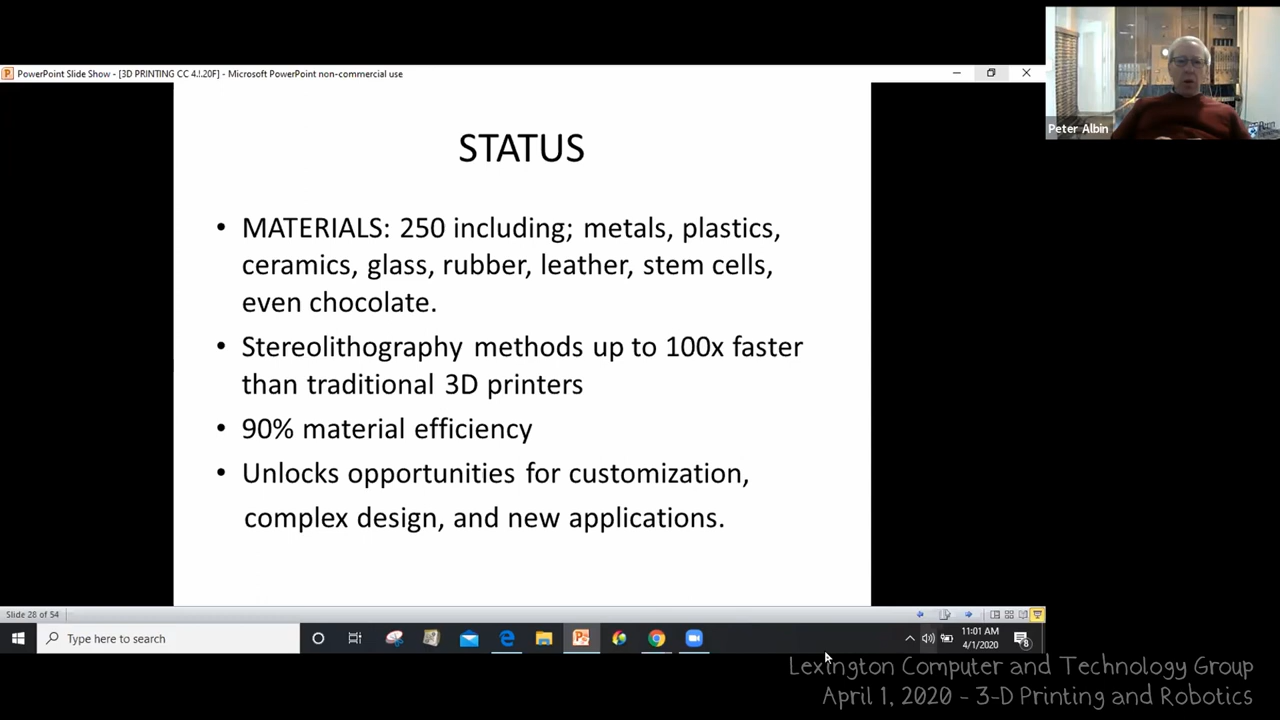 PowerPoint Slide Show - [3D PRINTING CC 4.!.20F] - Microsoft PowerPoint non-commercial use
Peter Albin
STATUS
• MATERIALS: 250 including; metals, plastics,
ceramics, glass, rubber, leather, stem cells,
even chocolate.
• Stereolithography methods up to 100x faster
than traditional 3D printers
• 90% material efficiency
• Unlocks opportunities for customization,
complex design, and new applications.
Slide 28 of 54
Type here to search
11:01 AM
4/1/2020
8
Lexington Computer and Technology Group
April 1, 2020 - 3-D Printing and Robotics